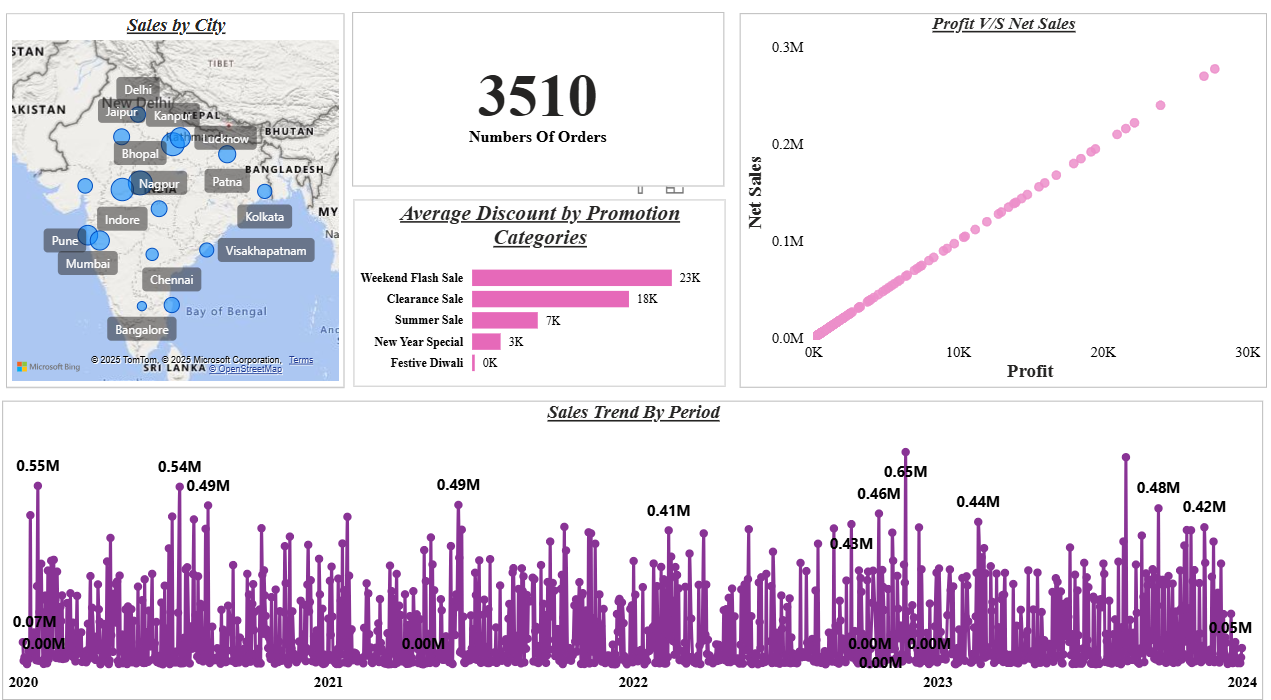 Sales by City
STAN
TIBET
Delhi
New Delhi
AKISTAN
Jaipur
Kanpur
NEPAL
BHUTAN
Lucknow
Bhopal
BANGLADESH
Nagpur
Patna
Indore
Kolkata
MY
Na
Pune
Visakhapatnam
Mumbai
Chennai
Bay of Bengal
Bangalore
© 2025 TomTom, © 2025 Microsoft Corporation, Terms
Microsoft Bing
SRI LANKA
© OpenStreetMap
3510
Numbers Of Orders
Average Discount by Promotion
Categories
Weekend Flash Sale 23K
Clearance Sale 18K
Summer Sale 7K
New Year Special 3K
Festive Diwali 0K
Profit V/S Net Sales
0.3M
0.2M
0.1M
0.0M
Net Sales
0K 10K 20K 30K
Profit
Sales Trend By Period
0.55M
0.54M
0.49M
0.49M
0.41M
0.43M
0.46M
0.65M
0.44M
0.48M
0.42M
0.07M
0.00M
0.00M
0.00M
0.00M
0.00M
0.05M
2020 2021 2022 2023 2024